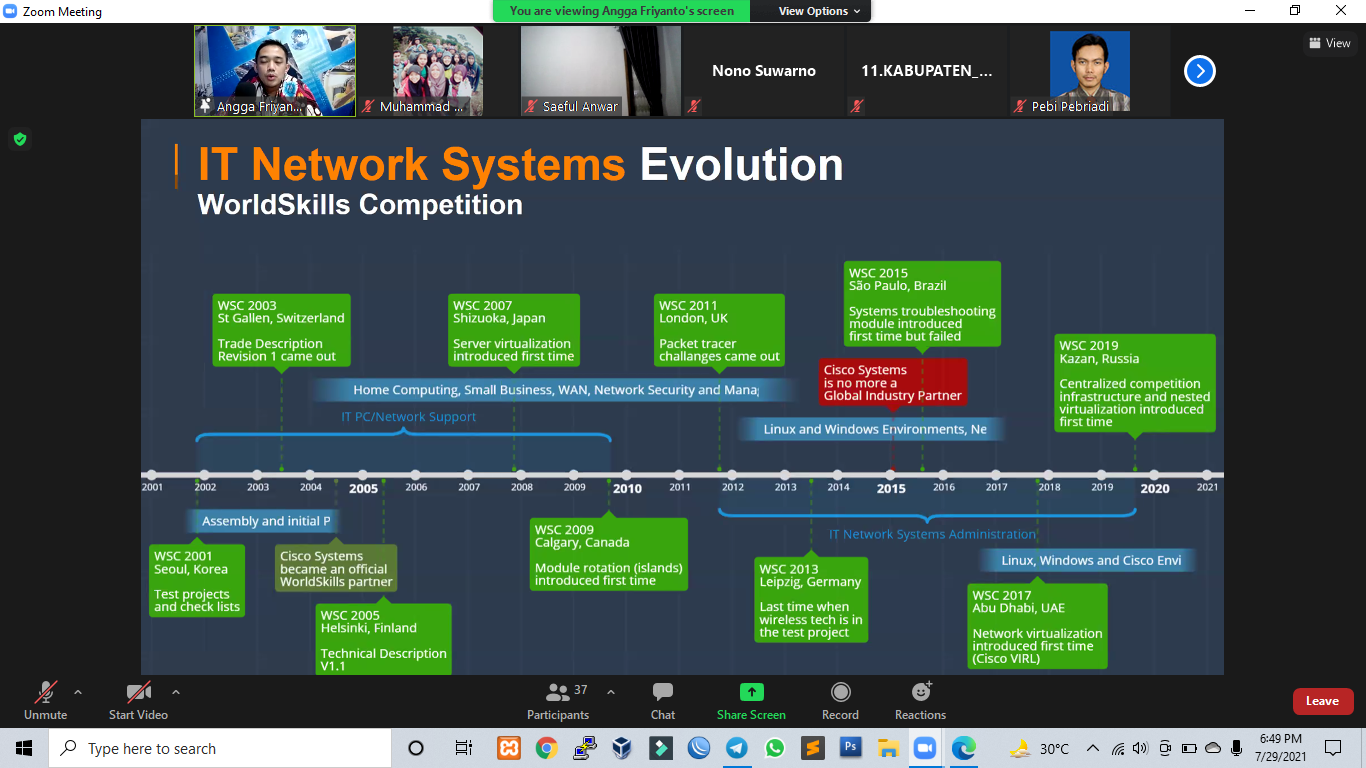 Zoom Meeting
You are viewing Angga Friyanto's screen
View Options
View
Angga Friyan...
Muhammad ...
Saeful Anwar
Nono Suwarno
11.KABUPATEN_...
Pebi Pebriadi
IT Network Systems Evolution
WorldSkills Competition
WSC 2003
St Gallen, Switzerland
Trade Description
Revision 1 came out
WSC 2007
Shizuoka, Japan
Server virtualization
introduced first time
WSC 2011
London, UK
Packet tracer
challanges came out
WSC 2015
São Paulo, Brazil
Systems troubleshooting
module introduced
first time but failed
WSC 2019
Kazan, Russia
Centralized competition
infrastructure and nested
virtualization introduced
first time
Cisco Systems
is no more a
Global Industry Partner
Home Computing, Small Business, WAN, Network Security and Mana
IT PC/Network Support
Linux and Windows Environments, Ne
2001 2002 2003 2004 2005 2006 2007 2008 2009 2010 2011 2012 2013 2014 2015 2016 2017 2018 2019 2020 2021
Assembly and initial P
IT Network Systems Administration
Linux, Windows and Cisco Envi
WSC 2001
Seoul, Korea
Test projects
and check lists
Cisco Systems
became an official
WorldSkills partner
WSC 2005
Helsinki, Finland
Technical Description
V1.1
WSC 2009
Calgary, Canada
Module rotation (islands)
introduced first time
WSC 2013
Leipzig, Germany
Last time when
wireless tech is in
the test project
WSC 2017
Abu Dhabi, UAE
Network virtualization
introduced first time
(Cisco VIRL)
Unmute
Start Video
37
Participants
Chat
Share Screen
Record
Reactions
Leave
Type here to search
Ps
30°C
6:49 PM
7/29/2021